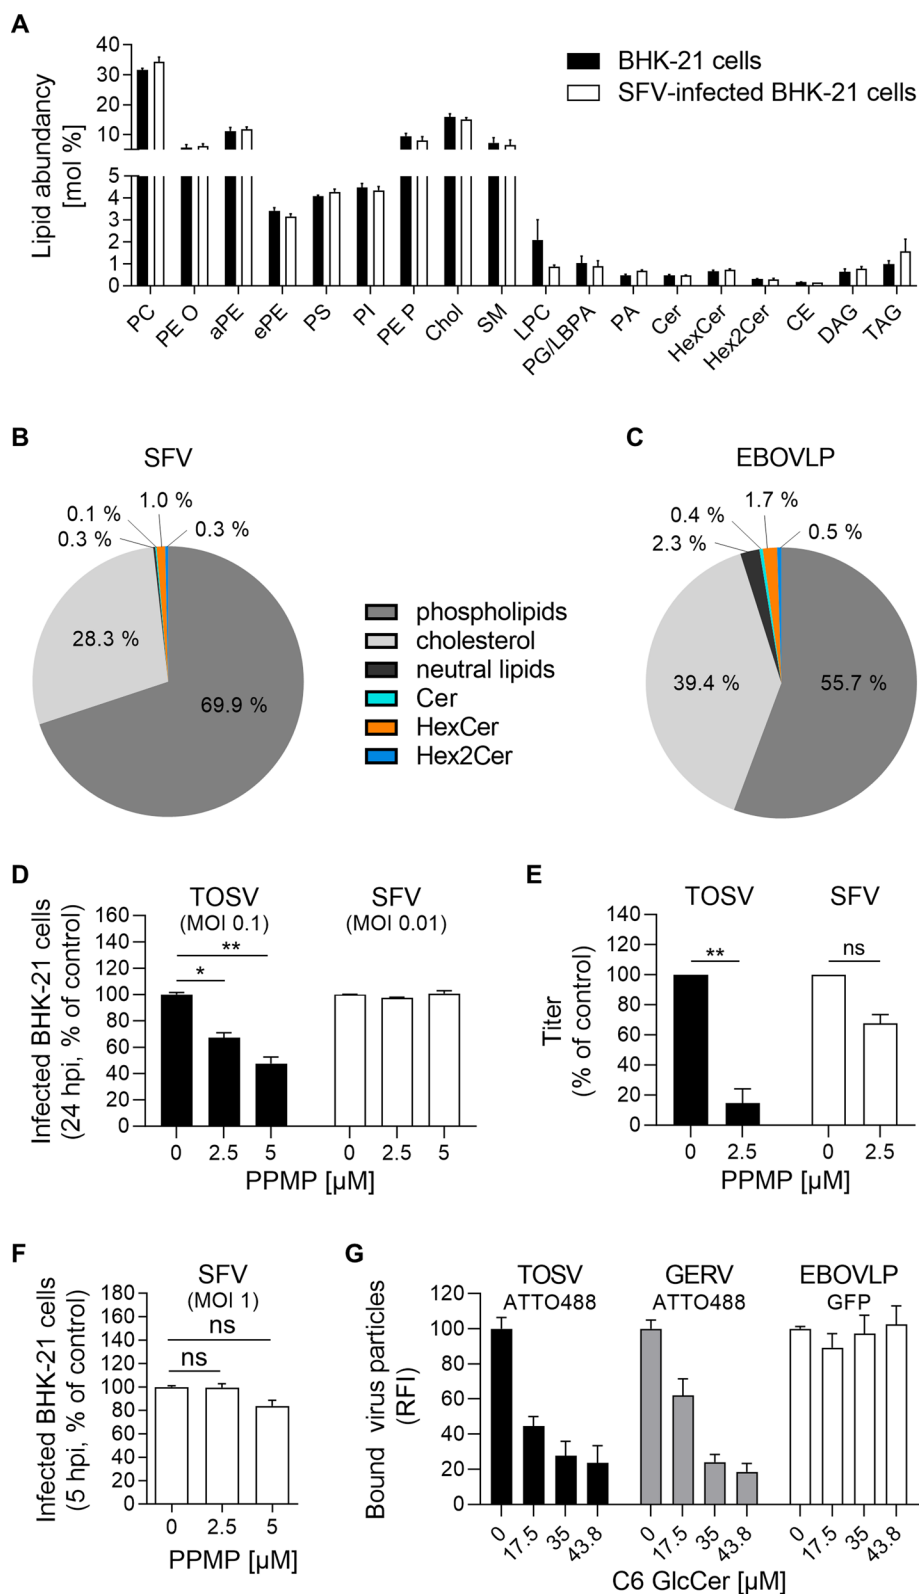 A
Lipid abundancy
[mol %]
40
30
20
10
5
4
3
2
1
0
BHK-21 cells
SFV-infected BHK-21 cells
PC
PE O
aPE
ePE
PS
PI
PE P
Chol
SM
LPC
PG/LBPA
PA
Cer
HexCer
Hex2Cer
CE
DAG
TAG
B
SFV
1.0 %
0.1 %
0.3 %
0.3 %
28.3 %
69.9 %
phospholipids
cholesterol
neutral lipids
Cer
HexCer
Hex2Cer
C
EBOVLP
1.7 %
0.4 %
0.5 %
2.3 %
39.4 %
55.7 %
D
Infected BHK-21 cells
(24 hpi, % of control)
160
140
120
100
80
60
40
20
0
TOSV
(MOI 0.1)
**
*
SFV
(MOI 0.01)
0 2.5 5 0 2.5 5
PPMP [µM]
E
Titer
(% of control)
140
120
100
80
60
40
20
0
TOSV SFV
** ns
0 2.5 0 2.5
PPMP [µM]
F
Infected BHK-21 cells
(5 hpi, % of control)
180
160
140
120
100
80
60
40
20
0
SFV
(MOI 1)
ns
ns
0 2.5 5
PPMP [µM]
G
Bound virus particles
(RFI)
120
100
80
60
40
20
0
TOSV
ATTO488
GERV
ATTO488
EBOVLP
GFP
0 17.5 35 43.8 0 17.5 35 43.8 0 17.5 35 43.8
C6 GlcCer [µM]